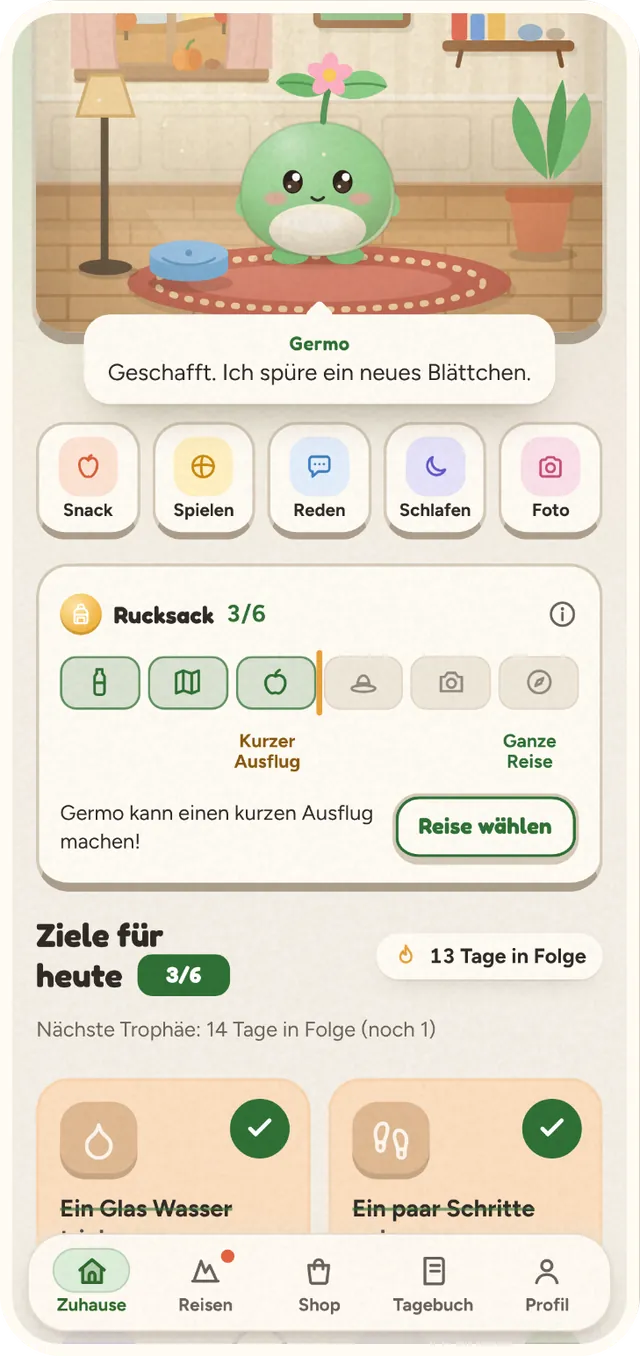 Germo
Geschafft. Ich spüre ein neues Blättchen.
Snack
Spielen
Reden
Schlafen
Foto
Rucksack 3/6
Kurzer
Ausflug
Ganze
Reise
Germo kann einen kurzen Ausflug
machen!
Reise wählen
Ziele für
heute 3/6
13 Tage in Folge
Nächste Trophäe: 14 Tage in Folge (noch 1)
Ein Glas Wasser
Ein paar Schritte
Zuhause
Reisen
Shop
Tagebuch
Profil